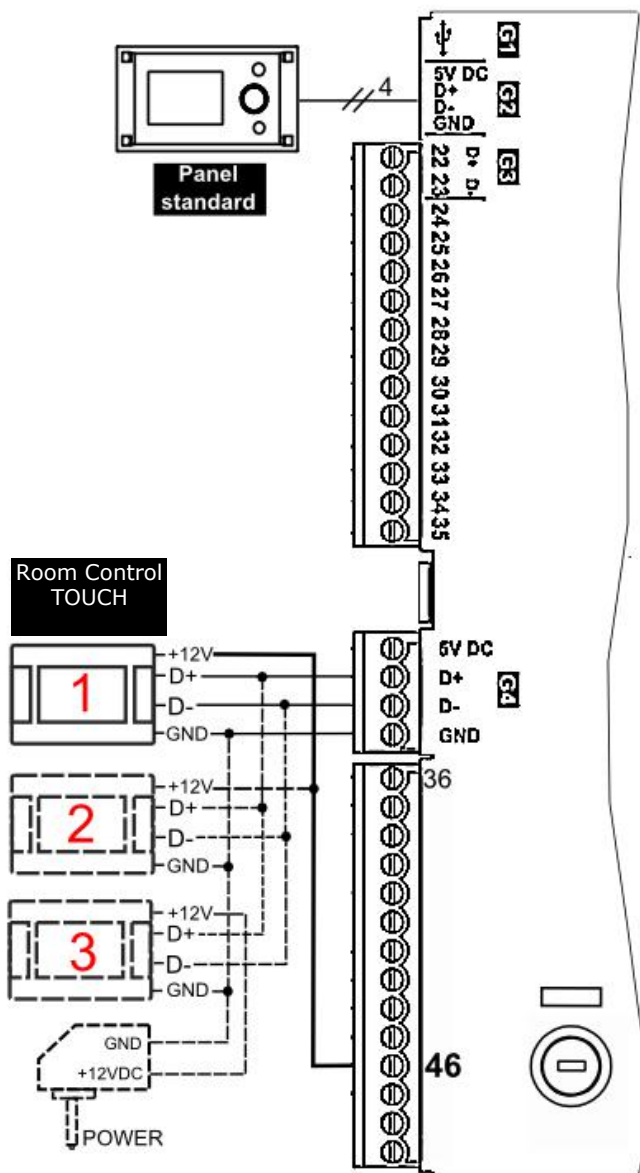 G1
5V DC
D+
D-
GND
G2
4
Panel
standard
22 D+
23 D-
G3
24
25
26
27
28
29
30
31
32
33
34
35
Room Control
TOUCH
1
+12V
D+
D-
GND
5V DC
D+
D-
GND
G4
2
+12V
D+
D-
GND
36
3
+12V
D+
D-
GND
GND
+12VDC
POWER
46